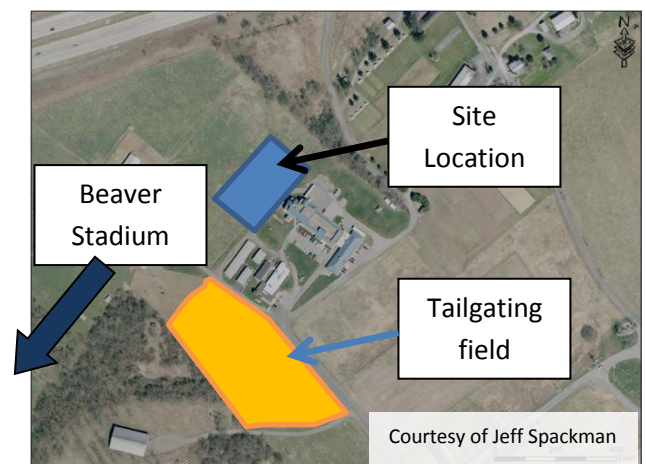 N
Site
Location
Beaver
Stadium
Tailgating
field
Courtesy of Jeff Spackman